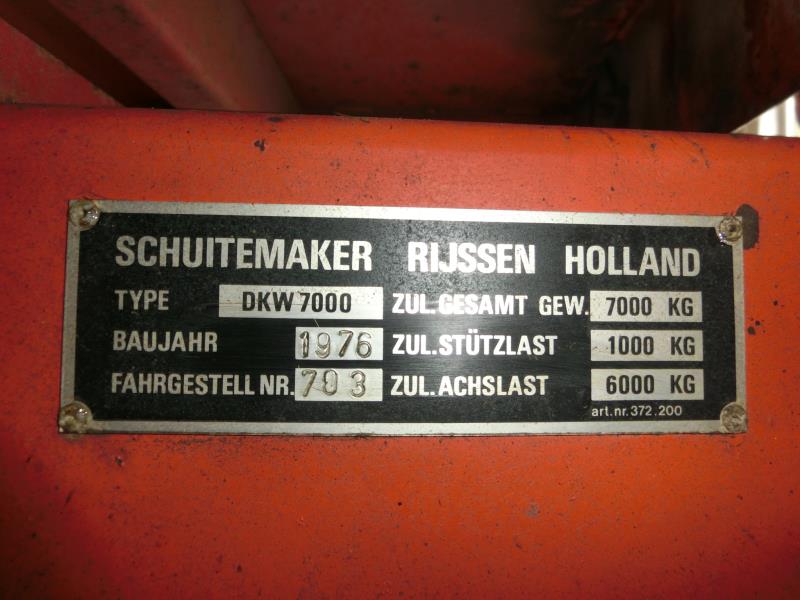 SCHUITEMAKER RIJSSEN HOLLAND
TYPE DKW 7000 ZUL.GESAMT GEW. 7000 KG
BAUJAHR 1976 ZUL.STÜTZLAST 1000 KG
FAHRGESTELL NR. 793 ZUL.ACHSLAST 6000 KG
art.nr.372.200